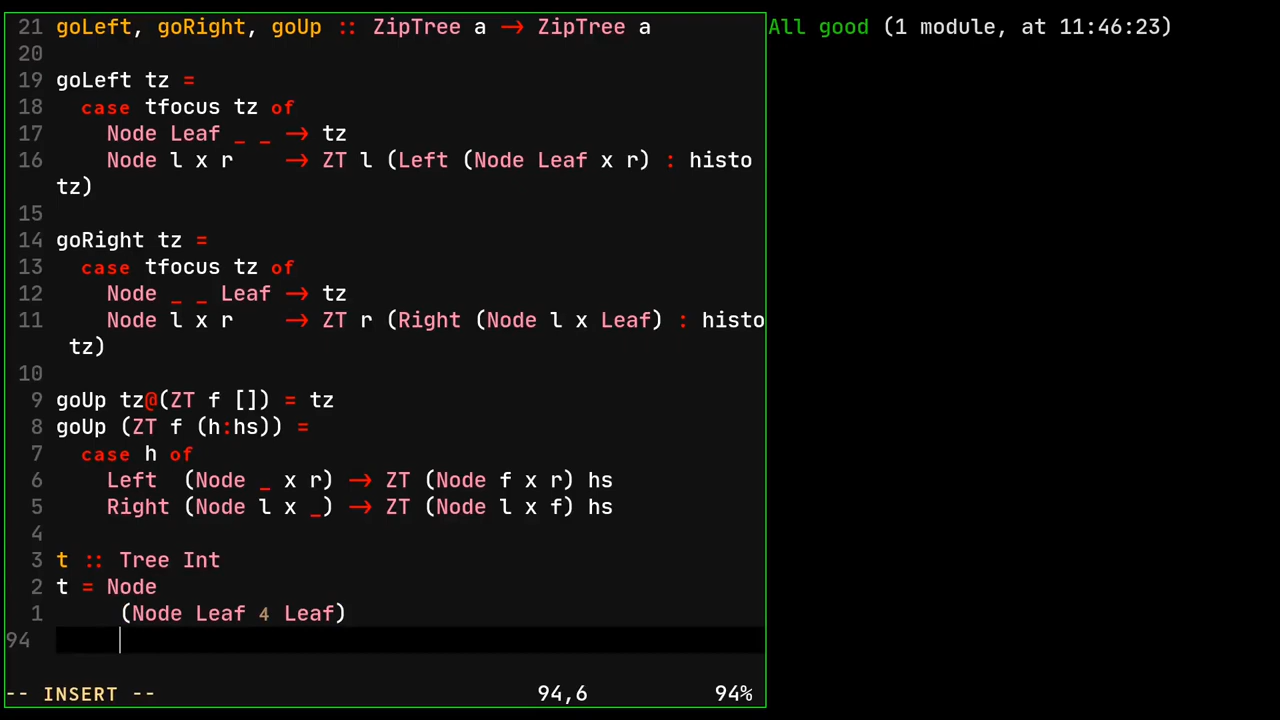 21 goLeft, goRight, goUp :: ZipTree a → ZipTree a
20
19 goLeft tz =
18   case tfocus tz of
17     Node Leaf _ _ → tz
16     Node l x r    → ZT l (Left (Node Leaf x r) : histo
tz)
15
14 goRight tz =
13   case tfocus tz of
12     Node _ _ Leaf → tz
11     Node l x r    → ZT r (Right (Node l x Leaf) : histo
 tz)
10
9 goUp tz@(ZT f []) = tz
8 goUp (ZT f (h:hs)) =
7   case h of
6     Left  (Node _ x r) → ZT (Node f x r) hs
5     Right (Node l x _) → ZT (Node l x f) hs
4
3 t :: Tree Int
2 t = Node
1      (Node Leaf 4 Leaf)
94
-- INSERT -- 94,6 94%
All good (1 module, at 11:46:23)